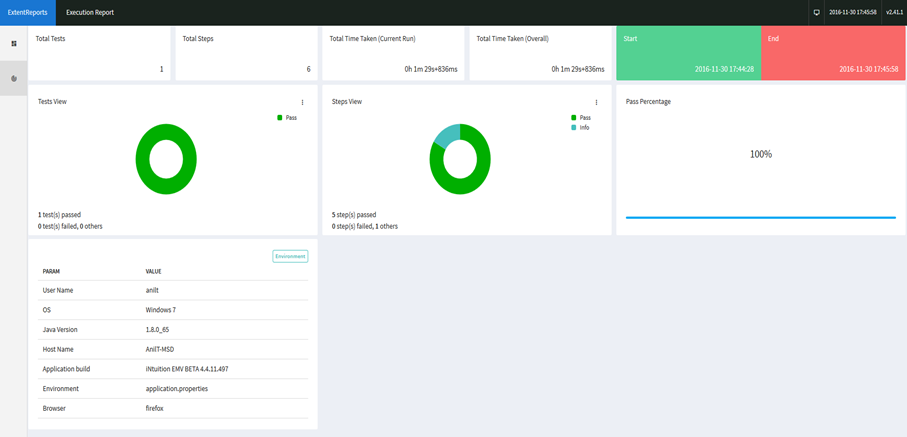 ExtentReports Execution Report 2016-11-30 17:45:58 v2.41.1
Total Tests
1
Total Steps
6
Total Time Taken (Current Run)
0h 1m 29s+836ms
Total Time Taken (Overall)
0h 1m 29s+836ms
Start
2016-11-30 17:44:28
End
2016-11-30 17:45:58
Tests View
Pass
1 test(s) passed
0 test(s) failed, 0 others
Steps View
Pass
Info
5 step(s) passed
0 step(s) failed, 1 others
Pass Percentage
100%
Environment
PARAM VALUE
User Name anilt
OS Windows 7
Java Version 1.8.0_65
Host Name AnilT-MSD
Application build iNtuition EMV BETA 4.4.11.497
Environment application.properties
Browser firefox